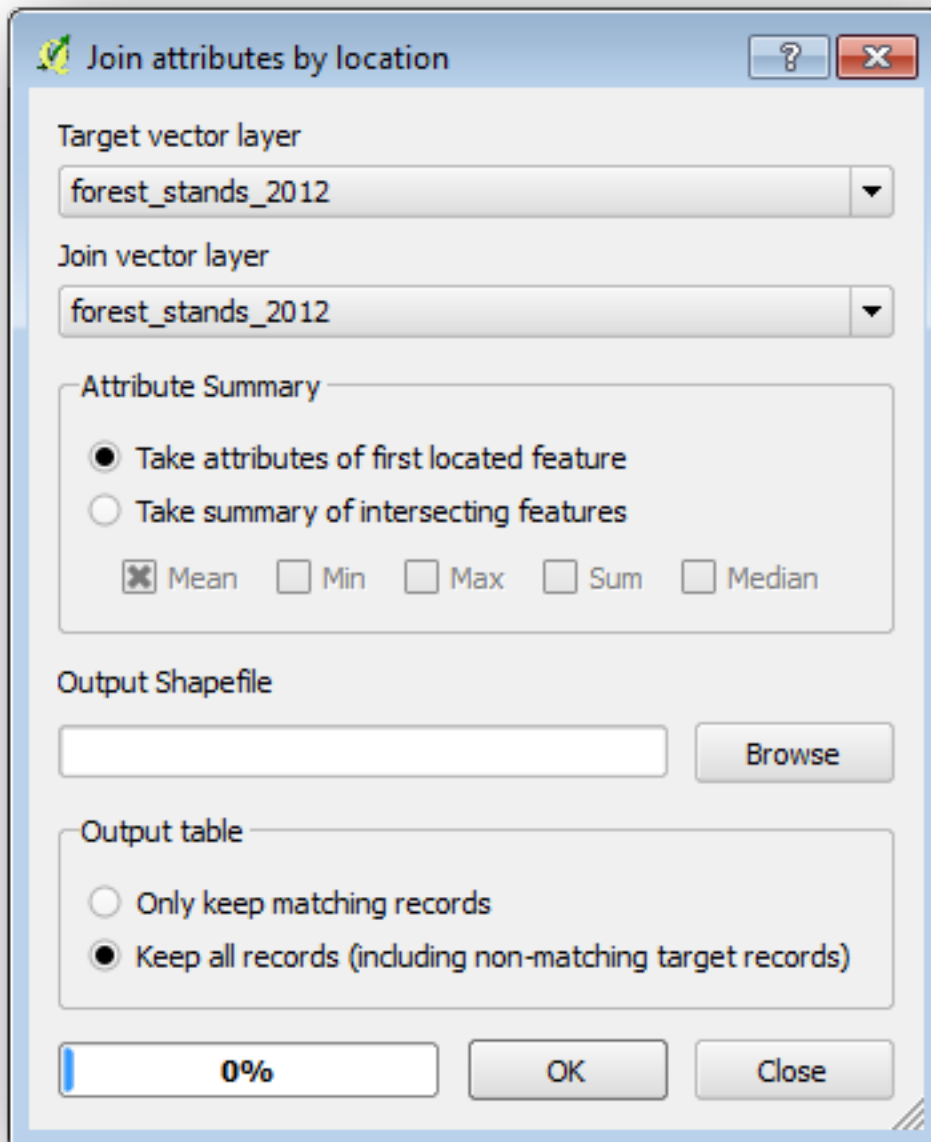 Join attributes by location
Target vector layer
forest_stands_2012
Join vector layer
forest_stands_2012
Attribute Summary
Take attributes of first located feature
Take summary of intersecting features
Mean Min Max Sum Median
Output Shapefile
Browse
Output table
Only keep matching records
Keep all records (including non-matching target records)
0% OK Close